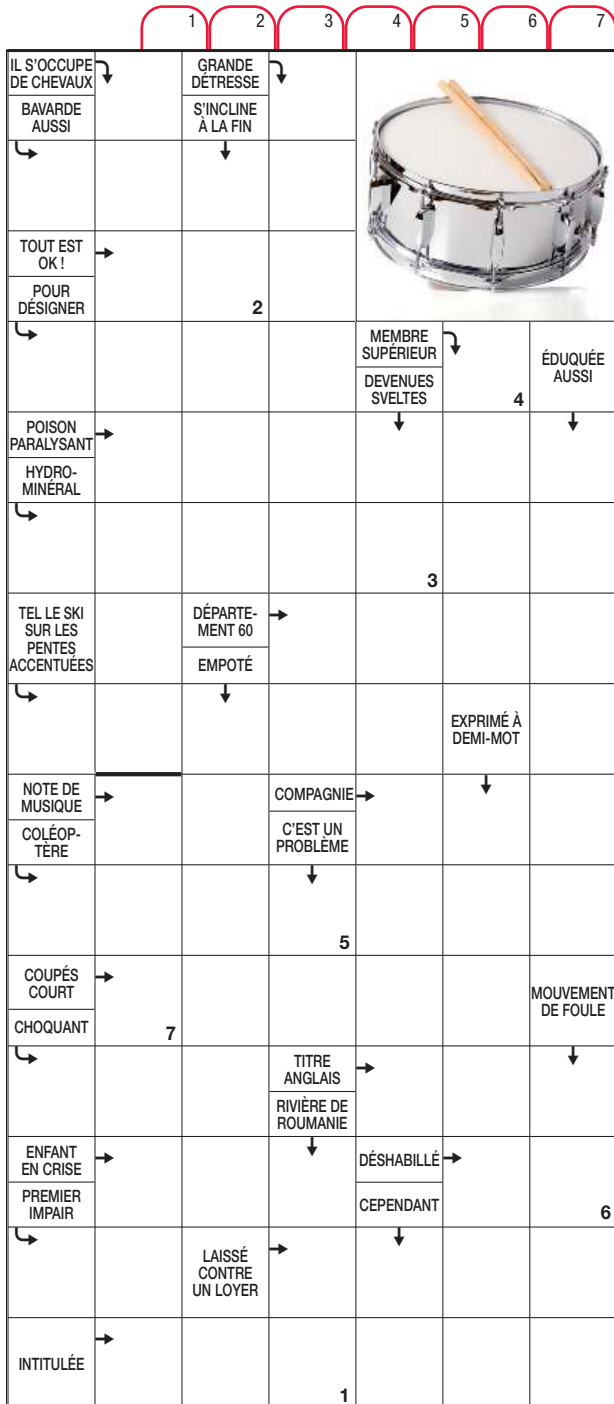 1 2 3 4 5 6 7
IL S'OCCUPE
DE CHEVAUX
BAVARDE
AUSSI
GRANDE
DÉTRESSE
S'INCLINE
À LA FIN
TOUT EST
OK !
POUR
DÉSIGNER
2
MEMBRE
SUPÉRIEUR
DEVENUES
SVELTES
4
ÉDUQUÉE
AUSSI
POISON
PARALYSANT
HYDRO-
MINÉRAL
3
TEL LE SKI
SUR LES
PENTES
ACCENTUÉES
DÉPARTE-
MENT 60
EMPOTÉ
EXPRIMÉ À
DEMI-MOT
NOTE DE
MUSIQUE
COLÉOP-
TÈRE
COMPAGNIE
C'EST UN
PROBLÈME
5
COUPÉS
COURT
CHOQUANT
7
MOUVEMENT
DE FOULE
TITRE
ANGLAIS
RIVIÈRE DE
ROUMANIE
ENFANT
EN CRISE
PREMIER
IMPAIR
DÉSHABILLÉ
CEPENDANT
6
LAISSÉ
CONTRE
UN LOYER
INTITULÉE
1